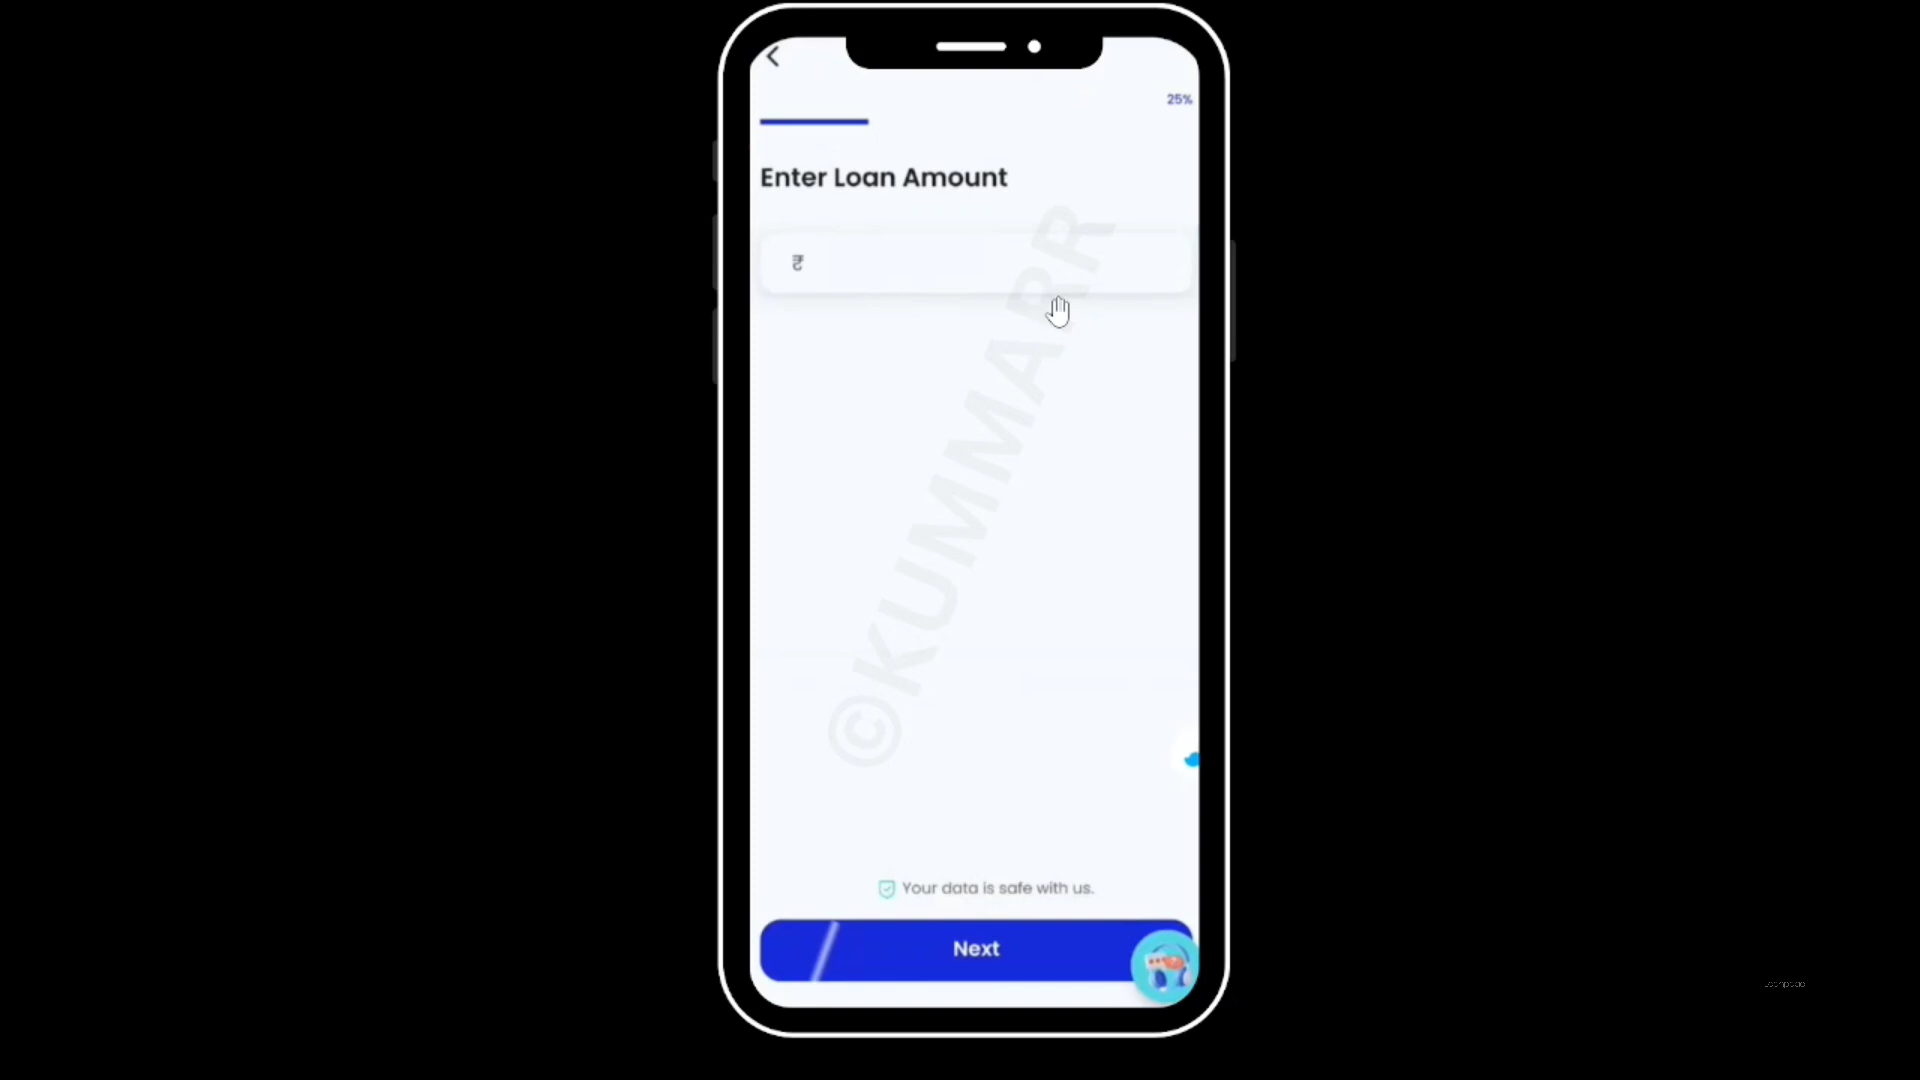 25%
Enter Loan Amount
₹
©KUMMARR
Your data is safe with us.
Next